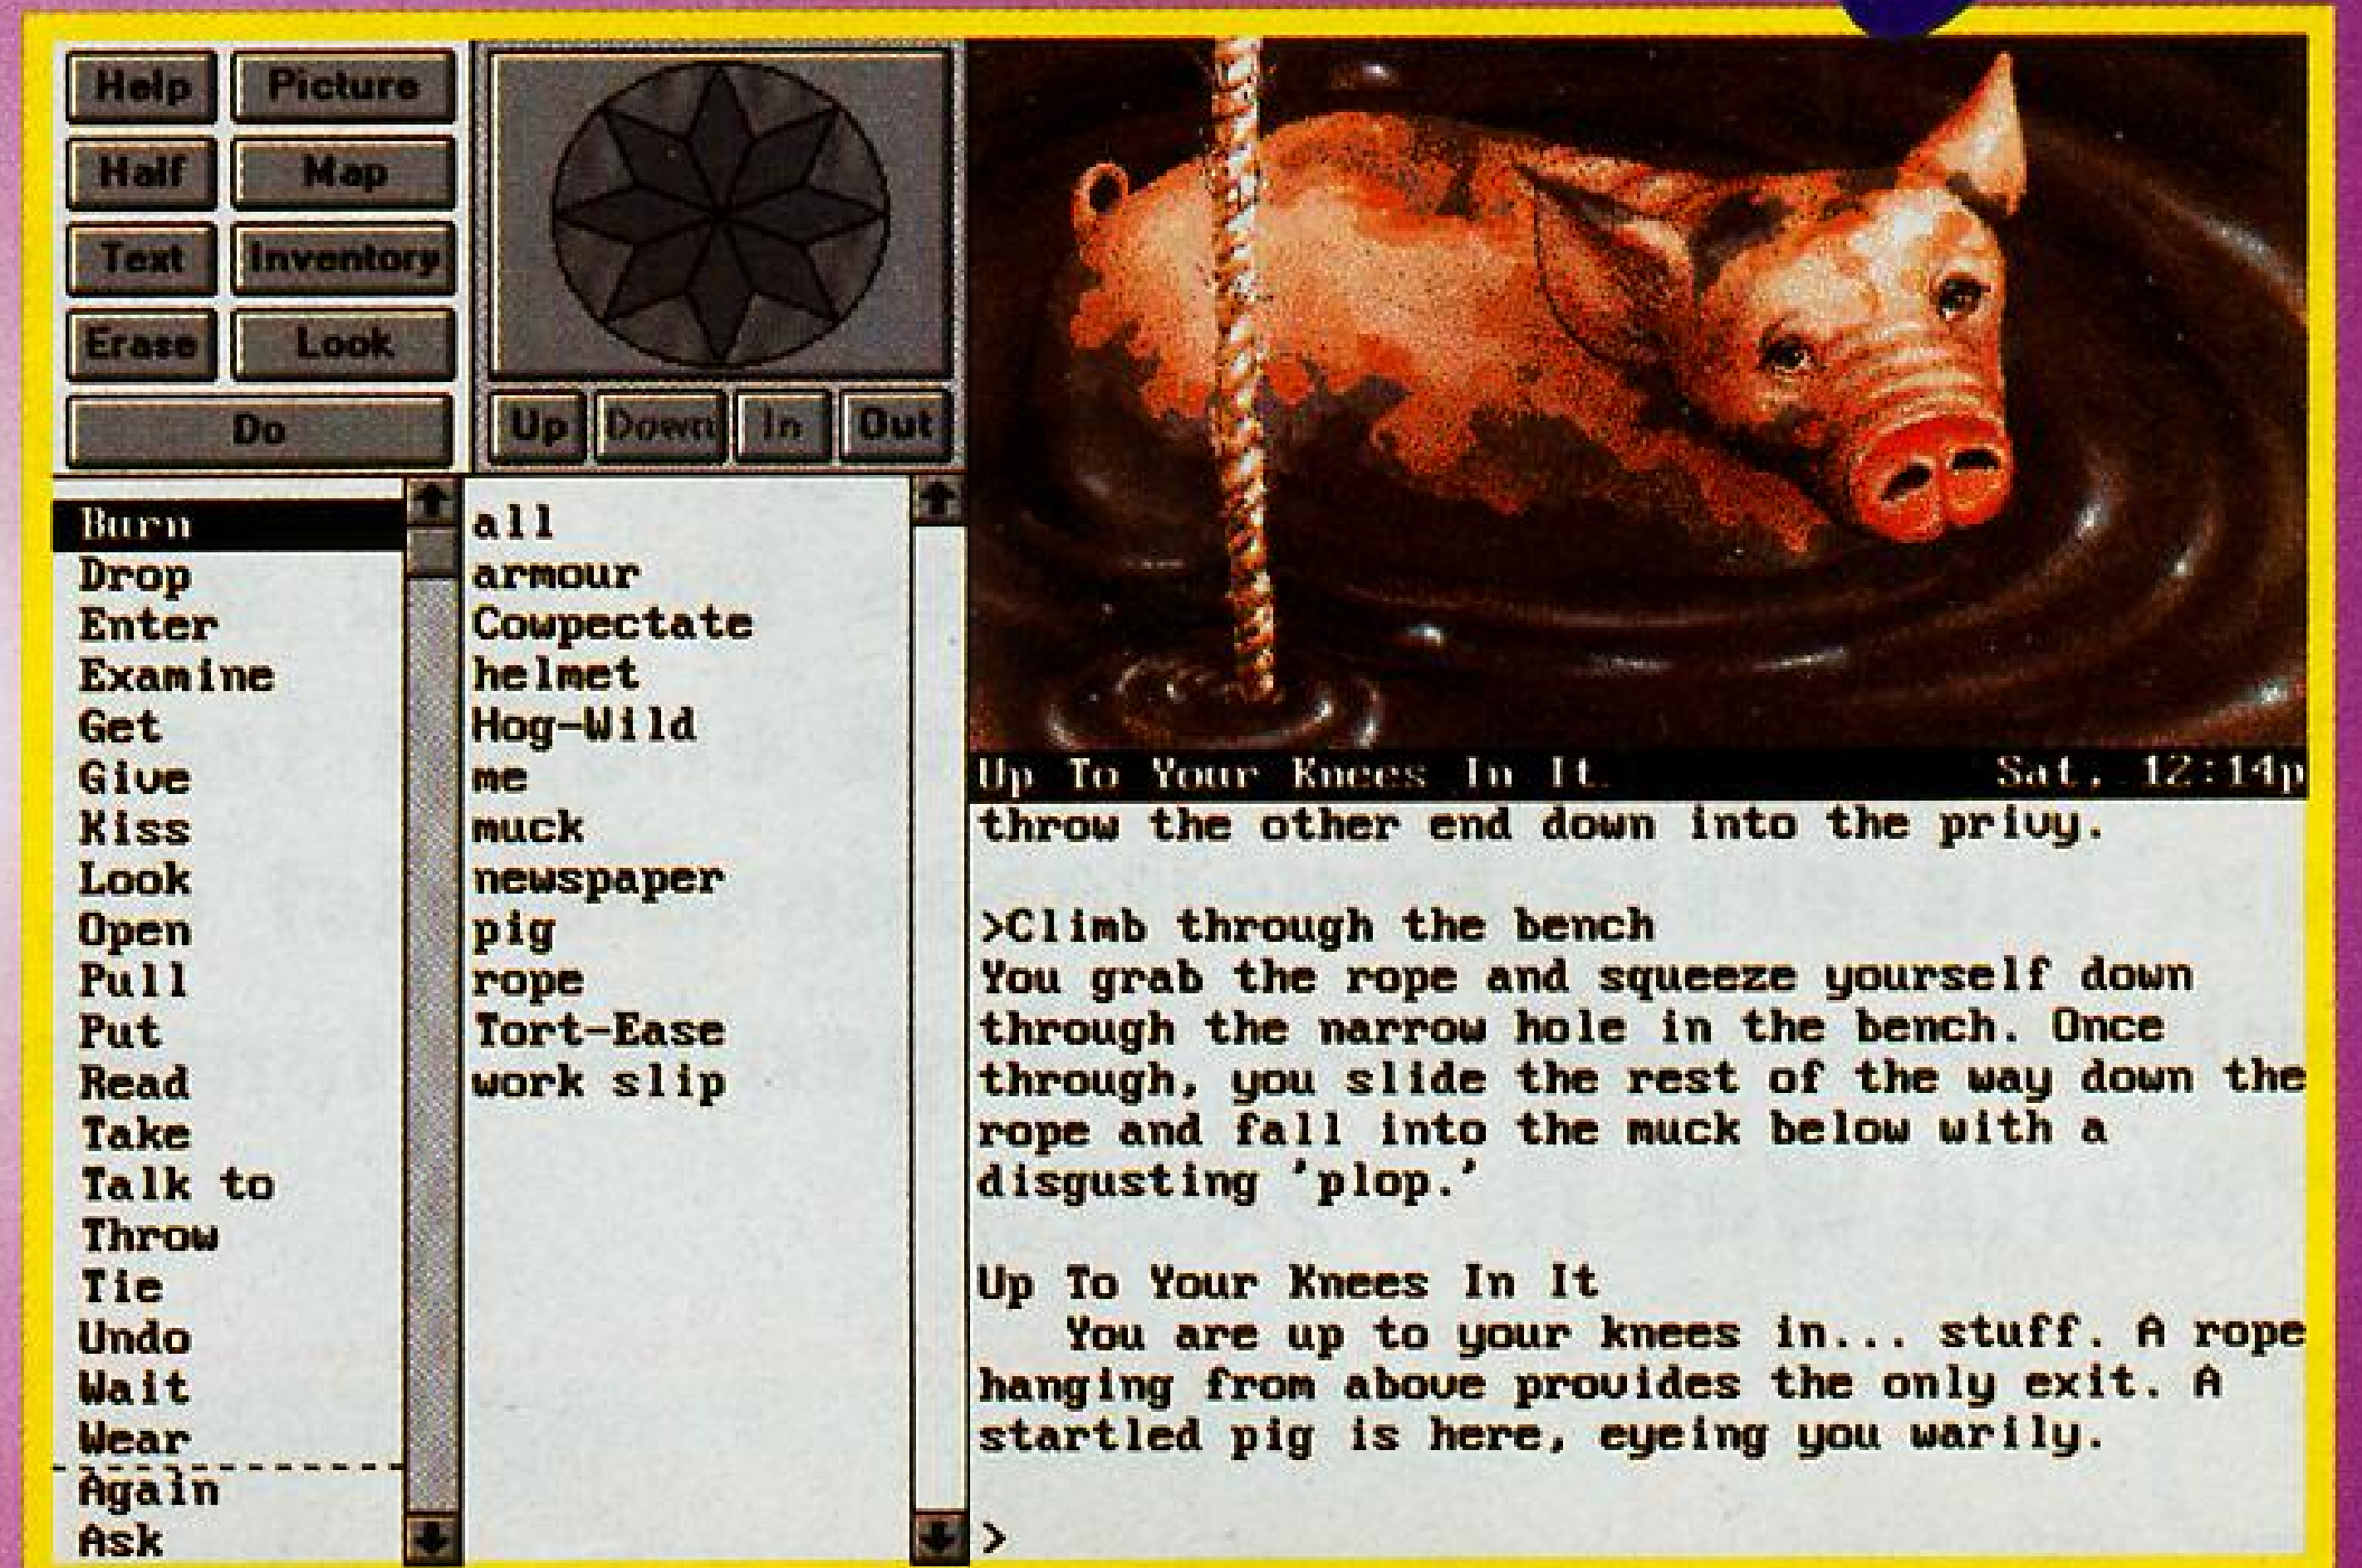 Help
Picture
Half
Map
Text
Inventory
Erase
Look
Do
Up
Down
In
Out
Burn
Drop
Enter
Examine
Get
Give
Kiss
Look
Open
Pull
Put
Read
Take
Talk to
Throw
Tie
Undo
Wait
Wear
Again
Ask
all
armour
Cowpectate
helmet
Hog-Wild
me
muck
newspaper
pig
rope
Tort-Ease
work slip
Up To Your Knees In It
Sat, 12:14p
throw the other end down into the privy.
>Climb through the bench
You grab the rope and squeeze yourself down
through the narrow hole in the bench. Once
through, you slide the rest of the way down the
rope and fall into the muck below with a
disgusting 'plop.'
Up To Your Knees In It
You are up to your knees in... stuff. A rope
hanging from above provides the only exit. A
startled pig is here, eyeing you warily.
>